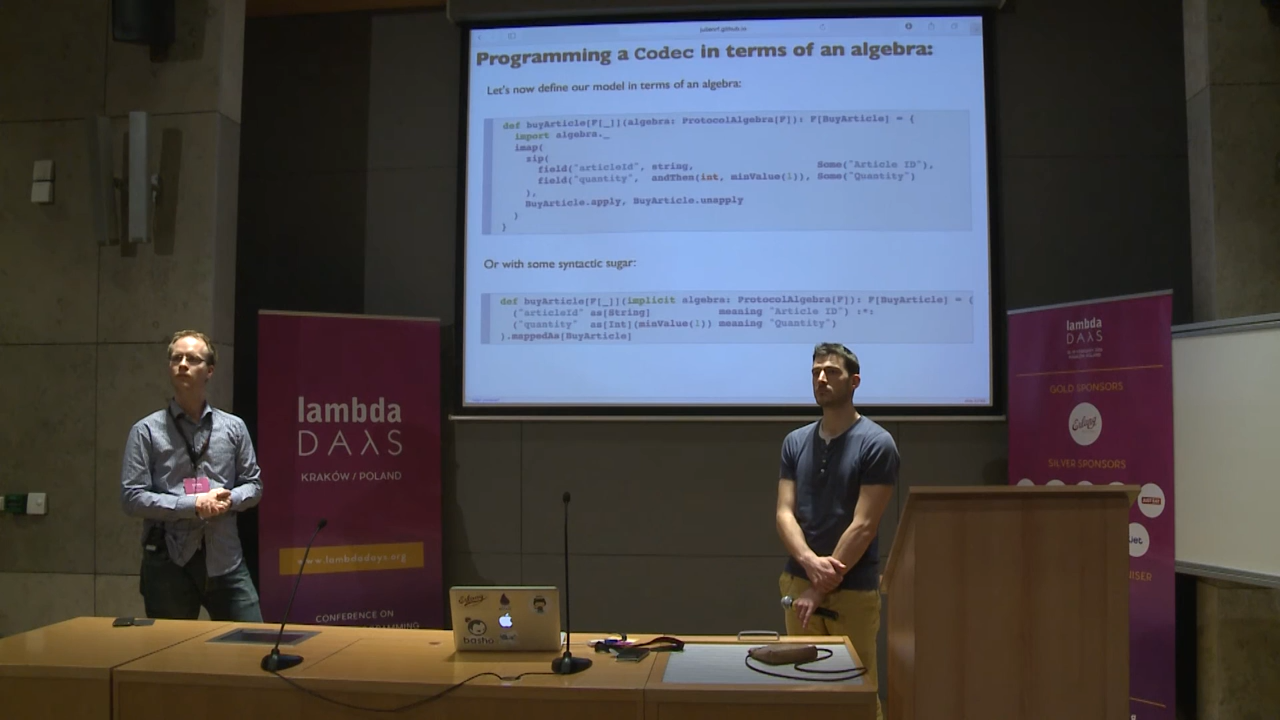 Programming a Codec in terms of an algebra:
Let's now define our model in terms of an algebra:
def buyArticle[F[_]](algebra: ProtocolAlgebra[F]): F[BuyArticle] = {
import algebra._
imap(
zip(
field("articleId", string, Some("Article ID"),
field("quantity", andThen(int, minValue(1)), Some("Quantity")
),
BuyArticle.apply, BuyArticle.unapply
)
}
Or with some syntactic sugar:
def buyArticle[F[_]](implicit algebra: ProtocolAlgebra[F]): F[BuyArticle] = (
("articleId" as[String] meaning "Article ID") :*:
("quantity" as[Int](minValue(1)) meaning "Quantity")
).mappedAs[BuyArticle]
lambda
DAλS
KRAKÓW / POLAND
www.lambdadays.org
CONFERENCE ON
lambda
DAλS
GOLD SPONSORS
Erlang
SILVER SPONSORS
basho